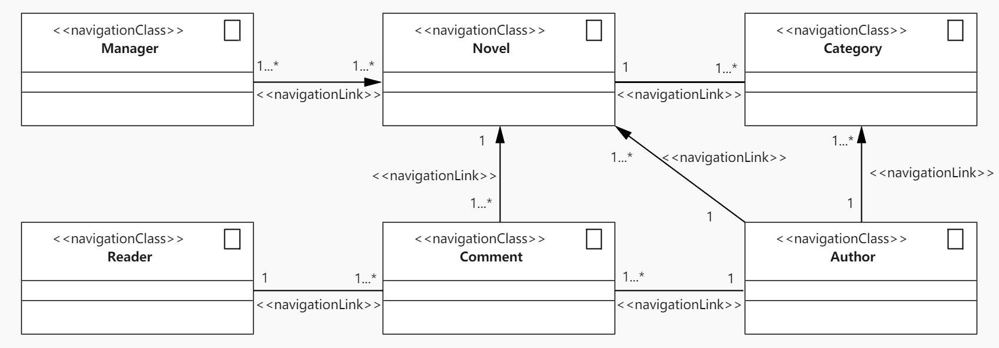 <<navigationClass>>
Manager
<<navigationClass>>
Novel
<<navigationClass>>
Category
1...*
1...*
<<navigationLink>>
1
1...*
<<navigationLink>>
1
<<navigationLink>>
1...*
1...*
<<navigationLink>>
1
1...*
<<navigationLink>>
1
<<navigationClass>>
Reader
<<navigationClass>>
Comment
<<navigationClass>>
Author
1
1...*
<<navigationLink>>
1...*
1
<<navigationLink>>